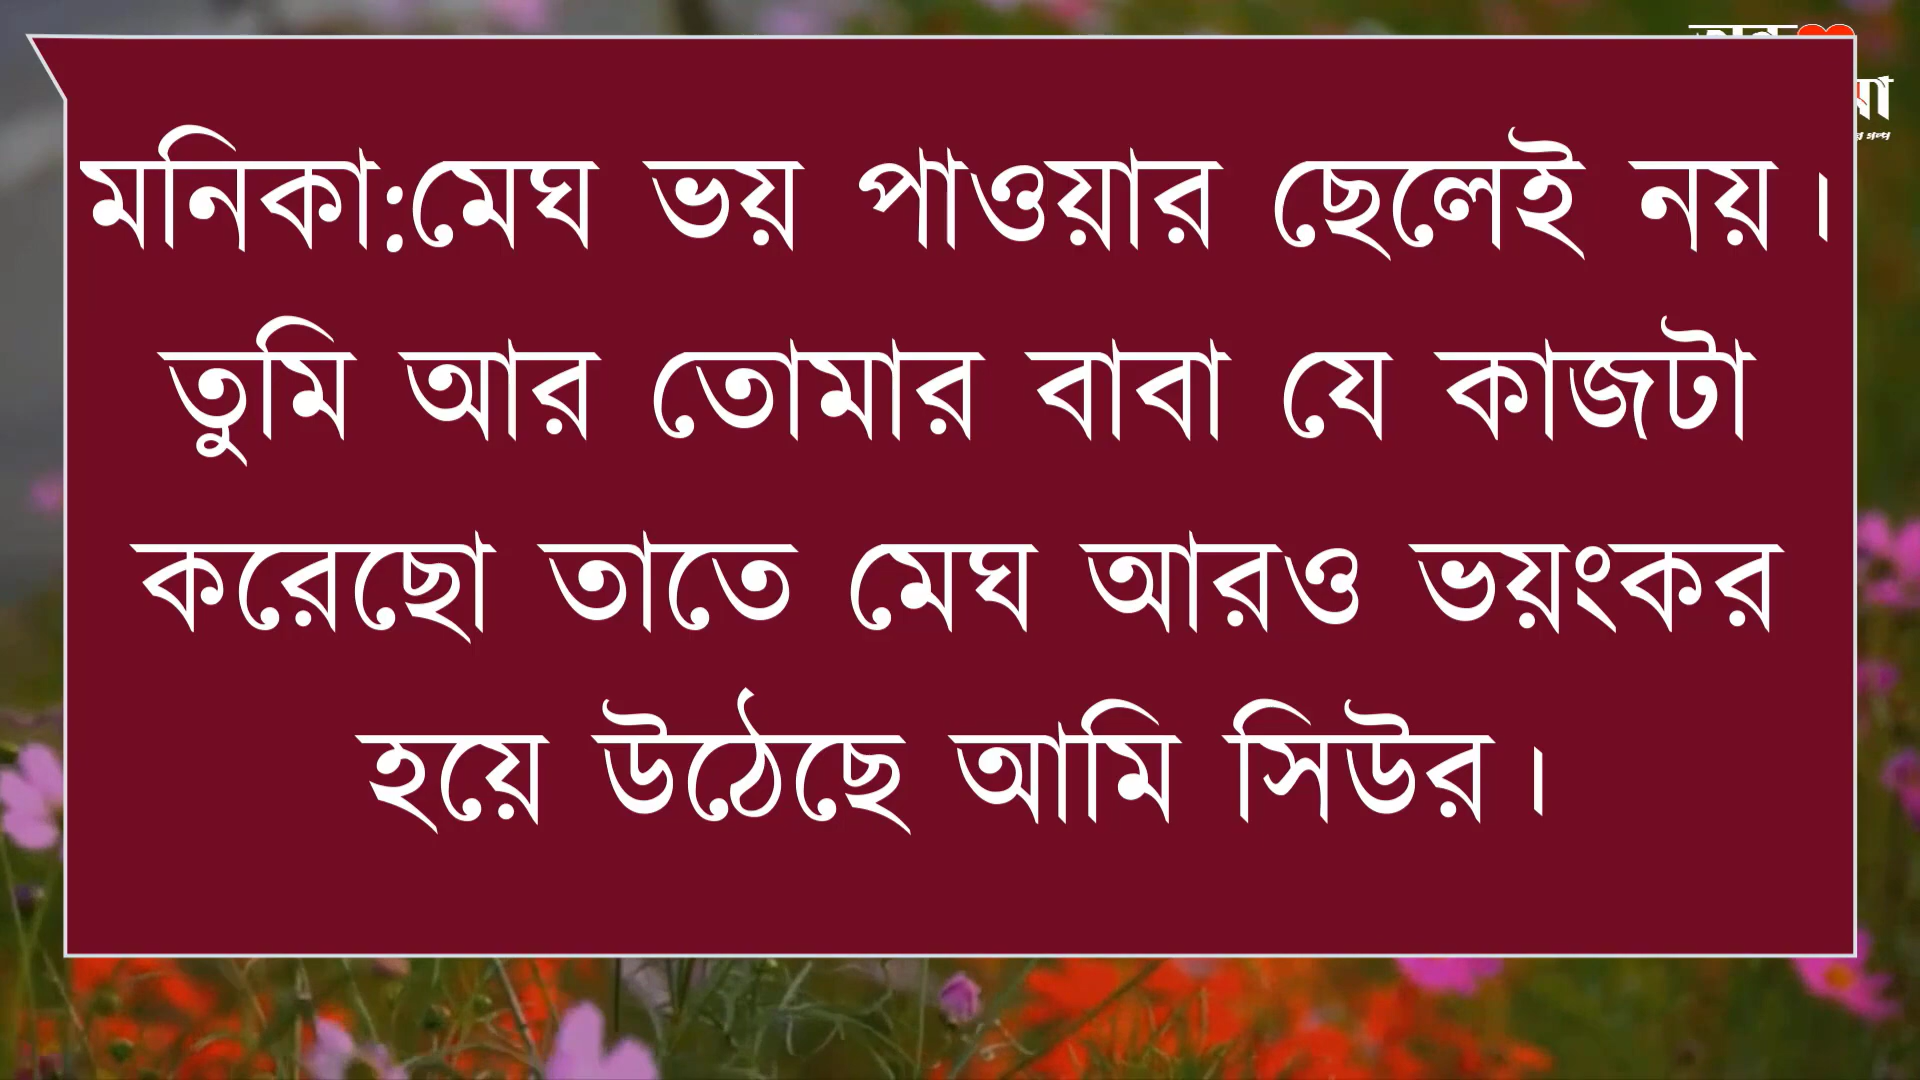 মনিকা:মেঘ ভয় পাওয়ার ছেলেই নয়।
তুমি আর তোমার বাবা যে কাজটা
করেছো তাতে মেঘ আরও ভয়ংকর
হয়ে উঠেছে আমি সিউর।